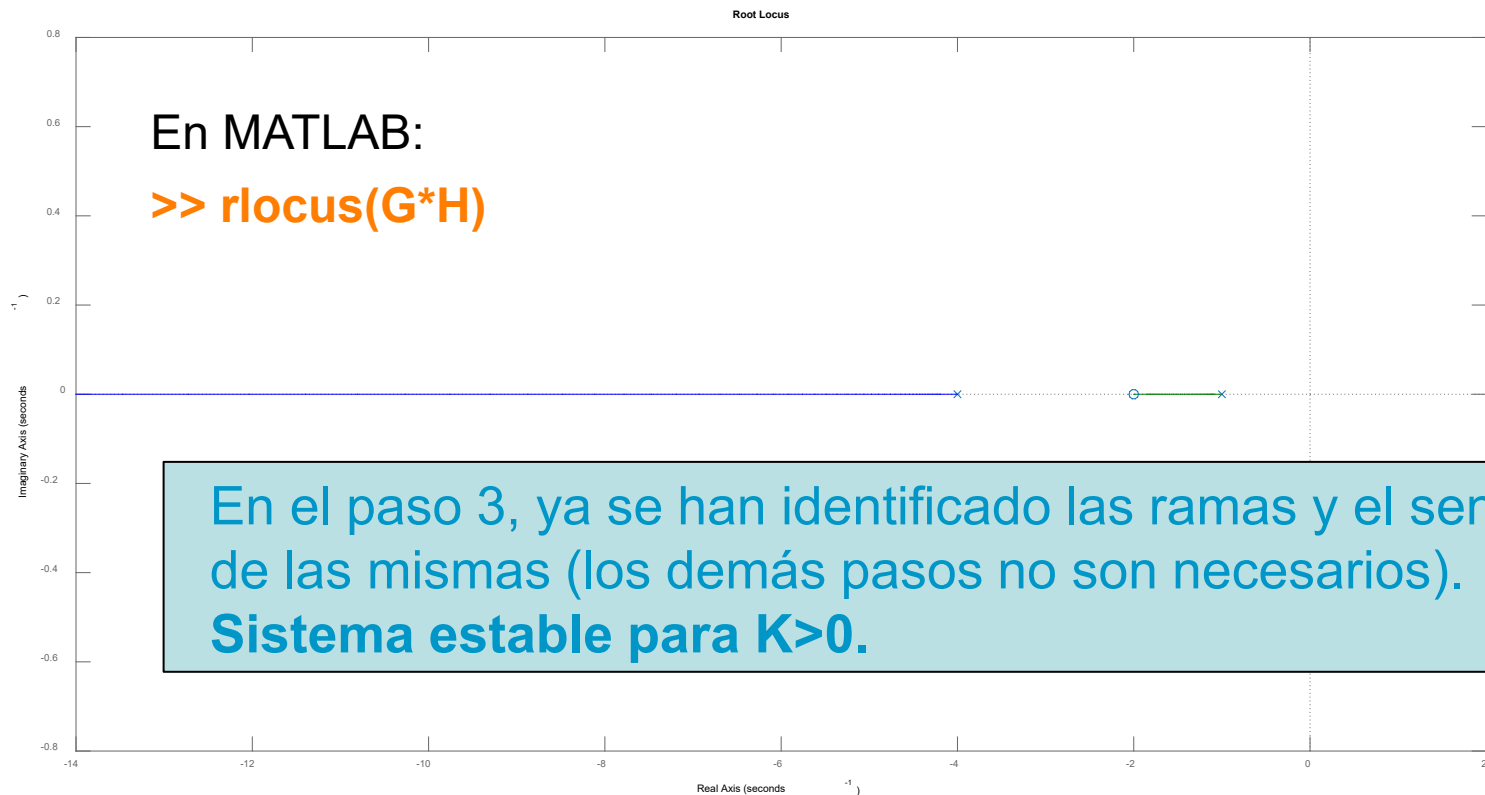 Root Locus
En MATLAB:
>> rlocus(G*H)
0.8
0.6
0.4
0.2
0
-0.2
-0.4
-0.6
-0.8
Imaginary Axis (seconds
-1
)
En el paso 3, ya se han identificado las ramas y el
de las mismas (los demás pasos no son necesarios).
Sistema estable para K>0.
-14 -12 -10 -8 -6 -4 -2 0 2
Real Axis (seconds -1 )